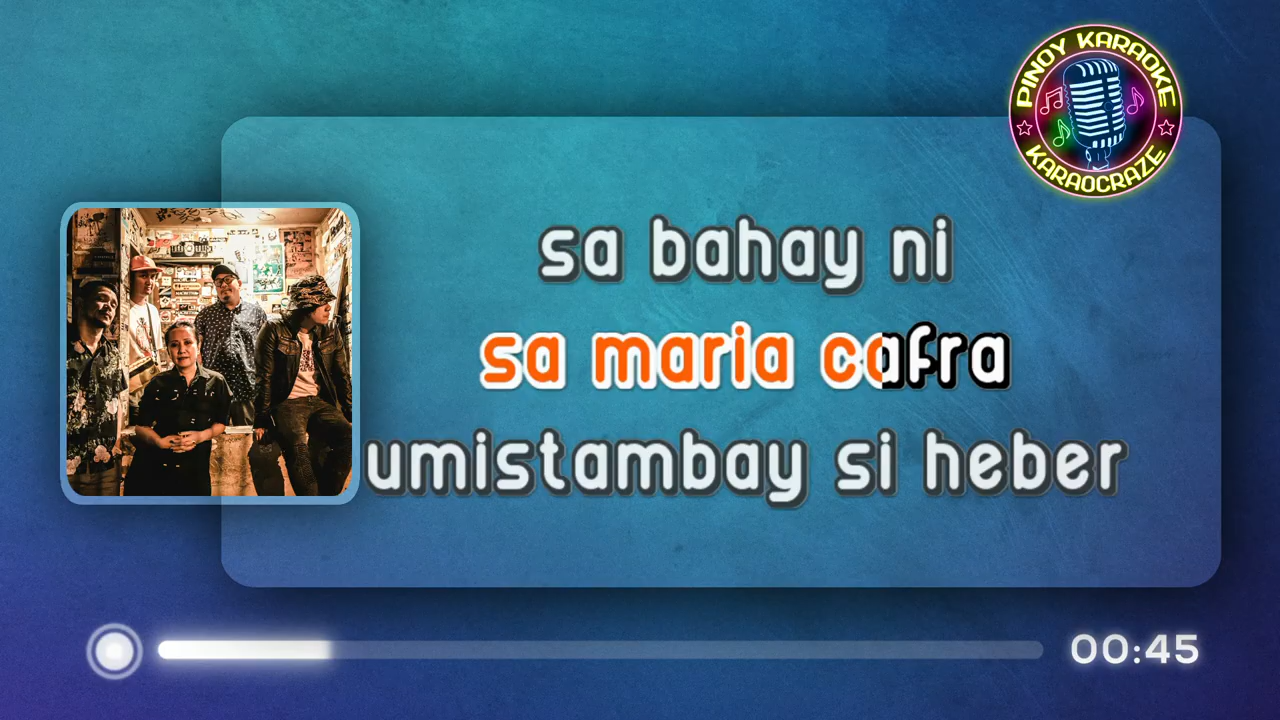 PINOY KARAOKE
KARAOCRAZE
sa bahay ni
sa maria cafra
umistambay si heber
00:45